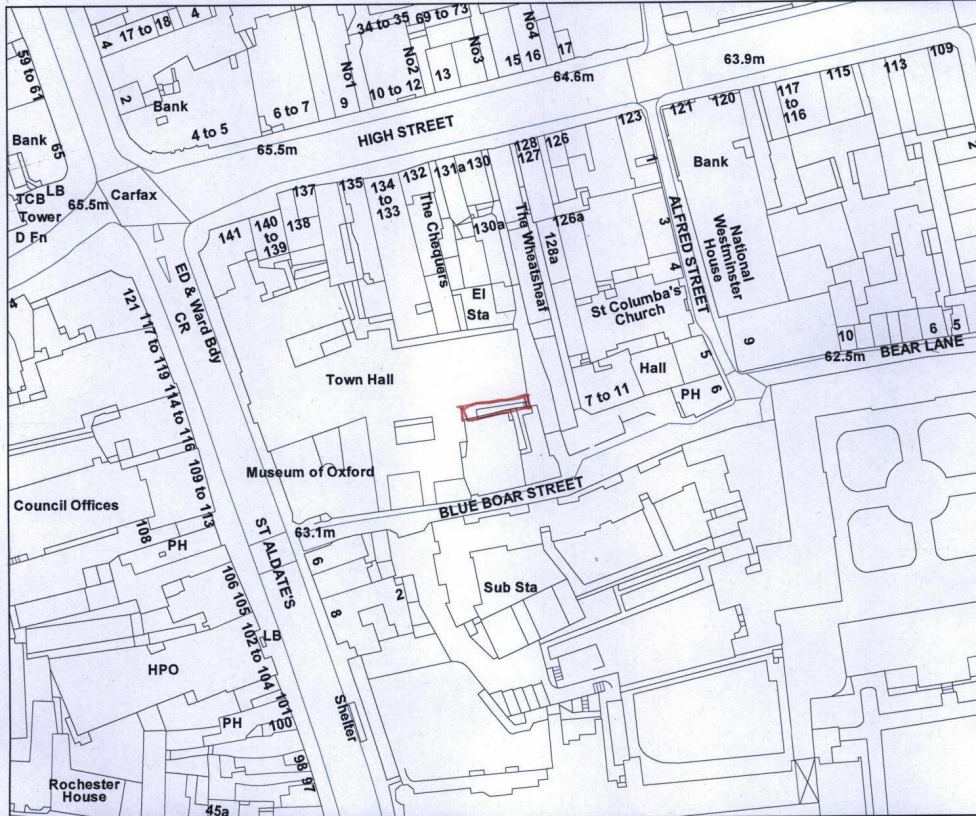 59 to 61
4
17 to 18
4
2
Bank
34 to 35
69 to 73
No1
No2
No3
No4
9
10 to 12
13
15
16
17
64.6m
63.9m
109
6 to 7
4 to 5
65.5m
HIGH STREET
121
120
117
to
116
115
113
2
Bank
65
LB
TCB
65.5m
Tower
D Fn
Carfax
141
140
to
139
137
138
135
134
to
133
132
131a
130
The Chequers
130a
128
127
126
The Wheatsheaf
126a
128a
123
1
3
4
ALFRED STREET
Bank
National
Westminster
House
4
ED & Ward Bdy
CR
El
Sta
St Columba's
Church
9
10
6
5
62.5m
BEAR LANE
121
117 to 119
114 to 116
109 to 113
Town Hall
Hall
5
7 to 11
PH
6
Museum of Oxford
Council Offices
108
PH
ST ALDATE'S
63.1m
BLUE BOAR STREET
6
8
2
Sub Sta
106
105
102 to 104
101
LB
HPO
PH
100
Shelter
98
97
Rochester
House
45a